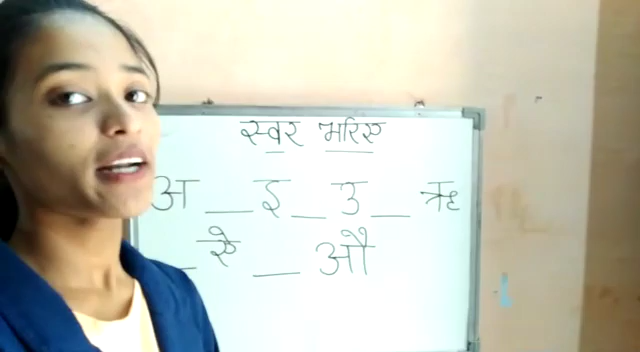 स्वर भरिए
अ __ इ __ उ __ ऋ
__ ऐ __ औ